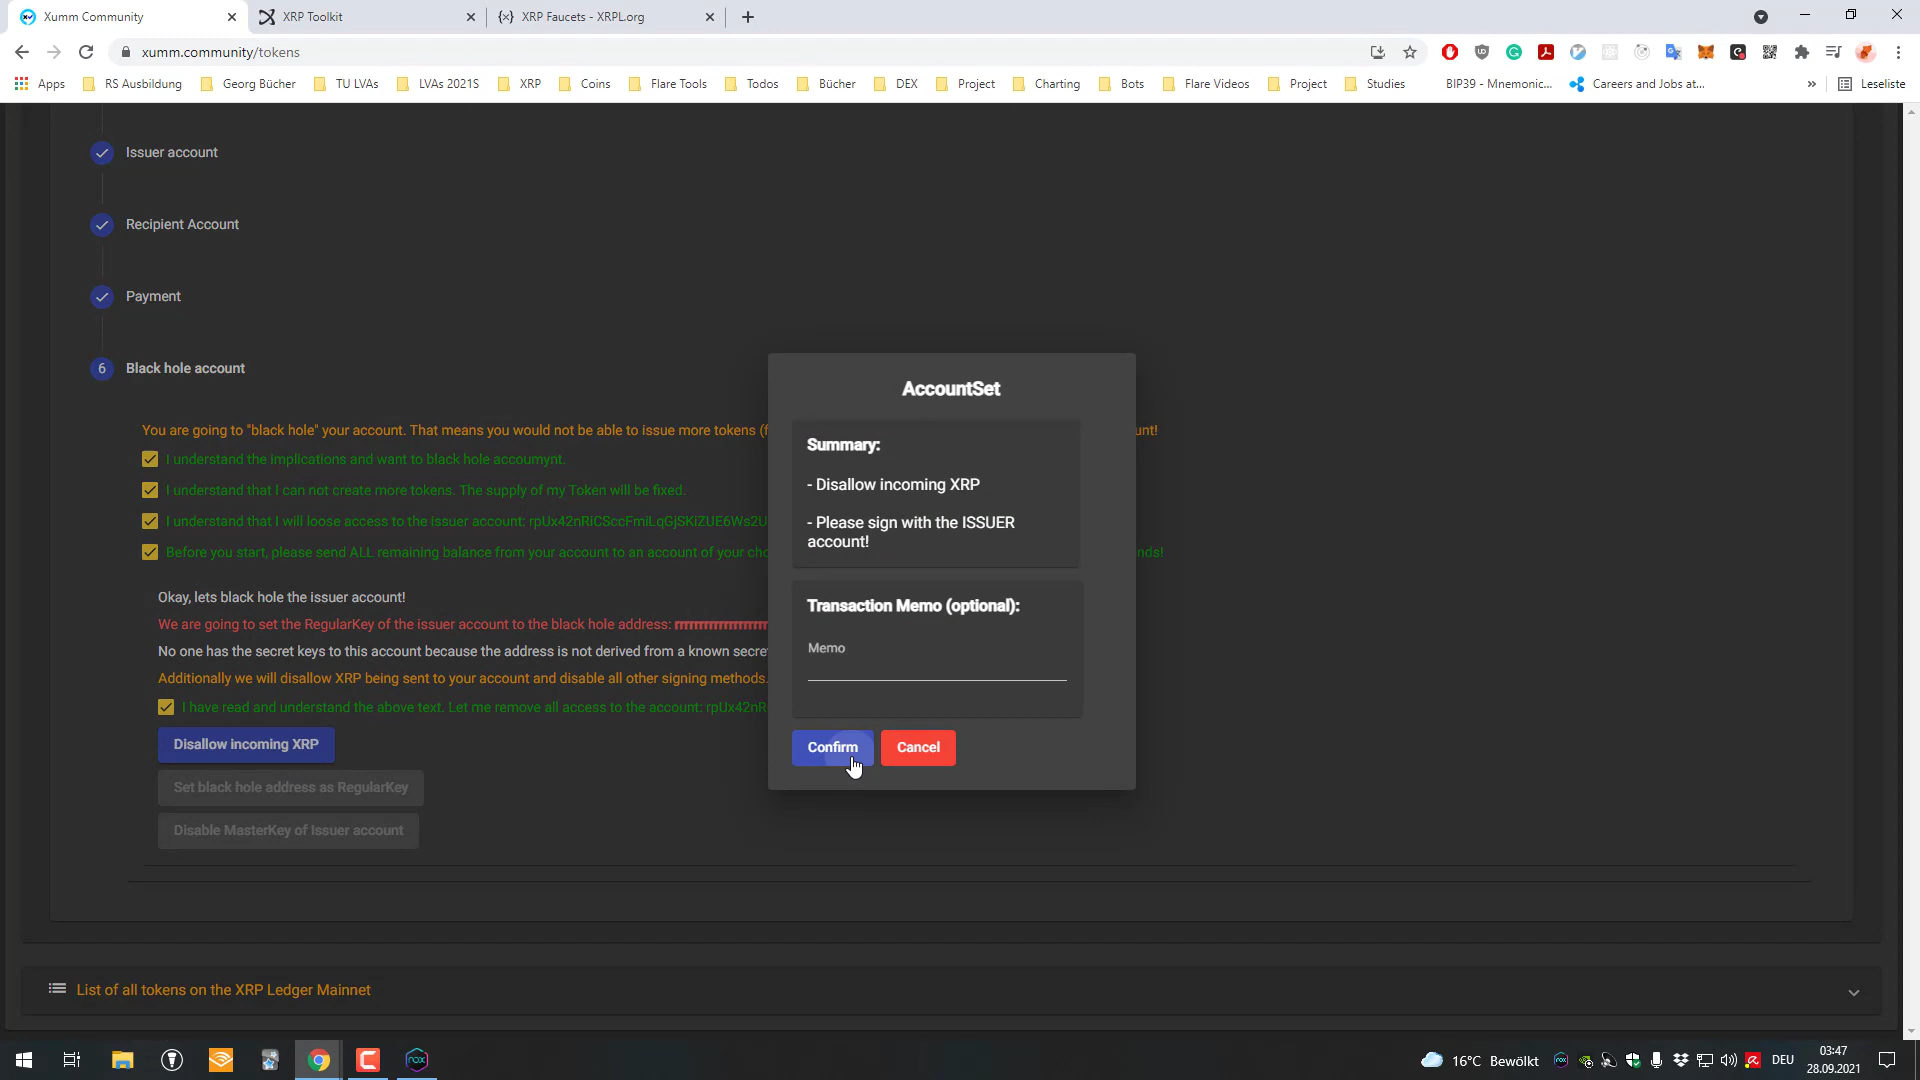 Xumm Community
XRP Toolkit
XRP Faucets - XRPL.org
xumm.community/tokens
Apps
RS Ausbildung
Georg Bücher
TU LVAs
LVAs 2021S
XRP
Coins
Flare Tools
Todos
Bücher
DEX
Project
Charting
Bots
Flare Videos
Project
Studies
BIP39 - Mnemonic...
Careers and Jobs at...
»
Leseliste
Issuer account
Recipient Account
Payment
6 Black hole account
You are going to "black hole" your account. That means you would not be able to issue more tokens (f
unt!
I understand the implications and want to black hole accoumynt.
I understand that I can not create more tokens. The supply of my Token will be fixed.
I understand that I will loose access to the issuer account:
Before you start, please send ALL remaining balance from your account to an account of your cho
nds!
Okay, lets black hole the issuer account!
We are going to set the RegularKey of the issuer account to the black hole address:
No one has the secret keys to this account because the address is not derived from a known secre
Additionally we will disallow XRP being sent to your account and disable all other signing methods.
I have read and understand the above text. Let me remove all access to the account: rpUx42nR
Disallow incoming XRP
Set black hole address as RegularKey
Disable MasterKey of Issuer account
AccountSet
Summary:
- Disallow incoming XRP
- Please sign with the ISSUER
account!
Transaction Memo (optional):
Memo
Confirm
Cancel
List of all tokens on the XRP Ledger Mainnet
16°C Bewölkt
DEU
03:47
28.09.2021